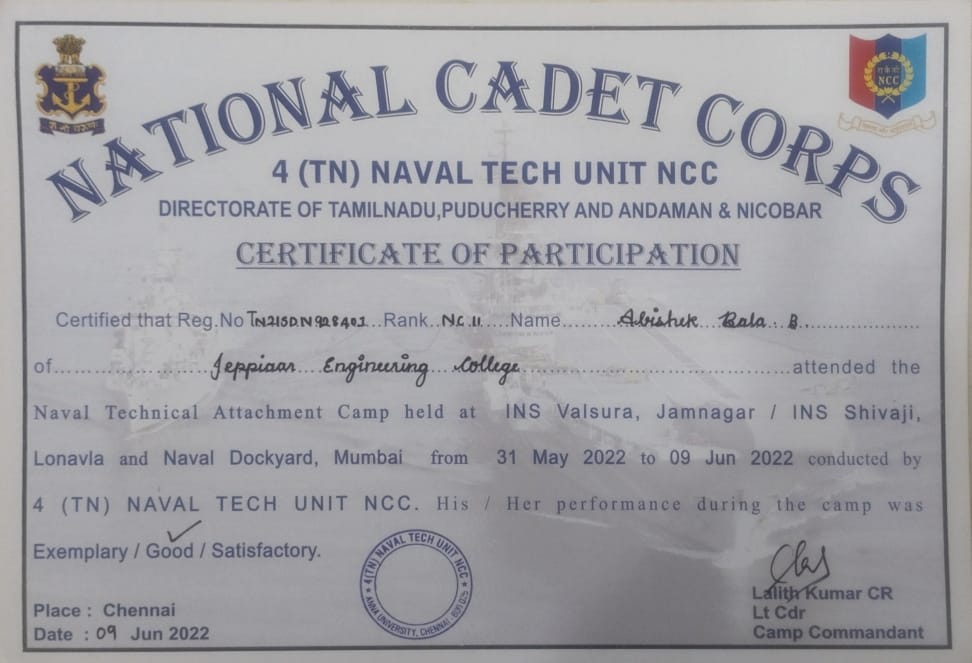 NATIONAL CADET CORPS
NCC
4 (TN) NAVAL TECH UNIT NCC
DIRECTORATE OF TAMILNADU,PUDUCHERRY AND ANDAMAN & NICOBAR
CERTIFICATE OF PARTICIPATION
Certified that Reg.No TN21SDN928401 Rank NC II Name Abishek Bala. B.
of Jeppiaar Engineering College attended the
Naval Technical Attachment Camp held at INS Valsura, Jamnagar / INS Shivaji,
Lonavla and Naval Dockyard, Mumbai from 31 May 2022 to 09 Jun 2022 conducted by
4 (TN) NAVAL TECH UNIT NCC. His / Her performance during the camp was
Exemplary / Good / Satisfactory.
4(TN) NAVAL TECH UNIT NCC
ANNA UNIVERSITY, CHENNAI - 600 025
Lalith Kumar CR
Place : Chennai
Lt Cdr
Date : 09 Jun 2022
Camp Commandant